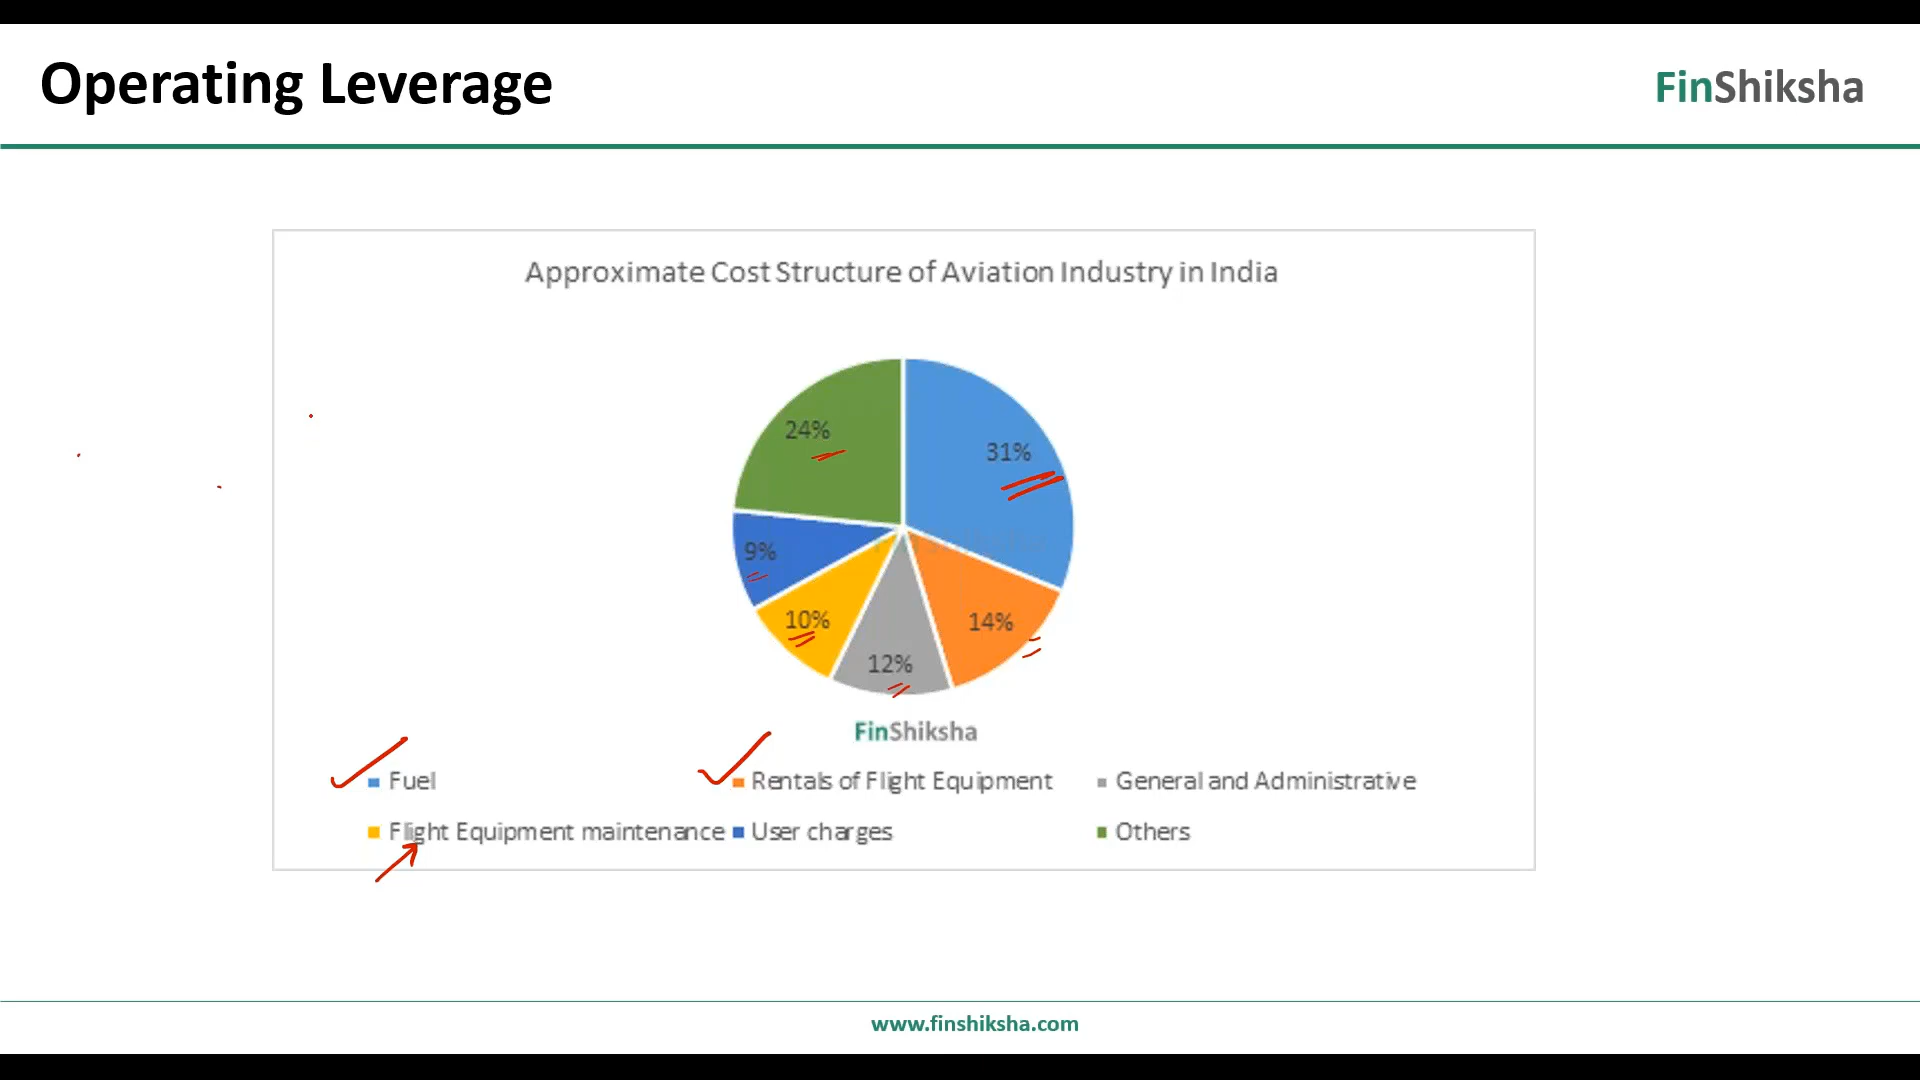 Operating Leverage
FinShiksha
Approximate Cost Structure of Aviation Industry in India
24%
31%
9%
10%
14%
12%
FinShiksha
Fuel
Rentals of Flight Equipment
General and Administrative
Flight Equipment maintenance
User charges
Others
www.finshiksha.com